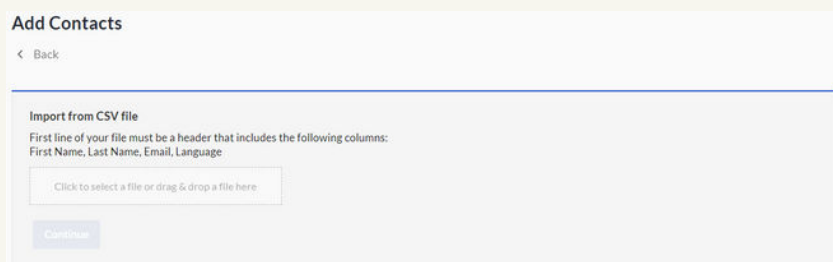 Add Contacts
Back
Import from CSV file
First line of your file must be a header that includes the following columns:
First Name, Last Name, Email, Language
Click to select a file or drag & drop a file here
Continue